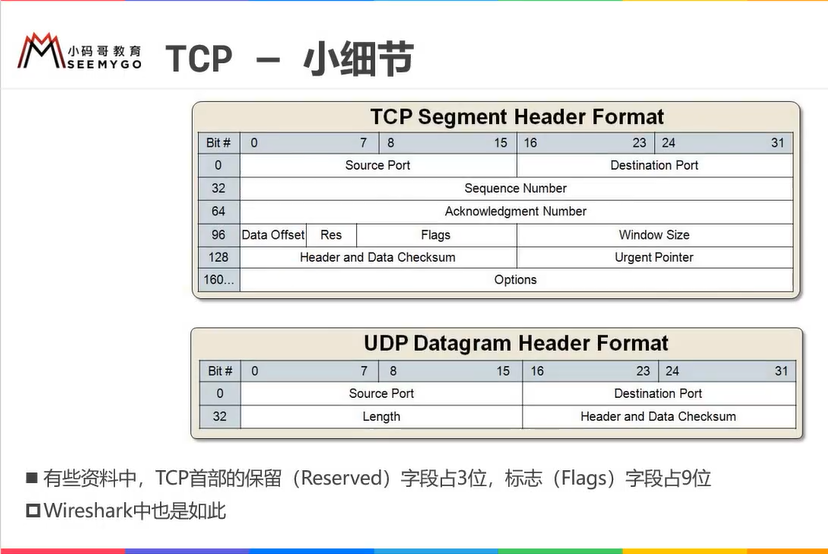 小码哥教育
SEEMYGO
TCP – 小细节
TCP Segment Header Format
Bit # 0 7 8 15 16 23 24 31
0 Source Port Destination Port
32 Sequence Number
64 Acknowledgment Number
96 Data Offset Res Flags Window Size
128 Header and Data Checksum Urgent Pointer
160... Options
UDP Datagram Header Format
Bit # 0 7 8 15 16 23 24 31
0 Source Port Destination Port
32 Length Header and Data Checksum
■ 有些资料中，TCP首部的保留（Reserved）字段占3位，标志（Flags）字段占9位
Wireshark中也是如此